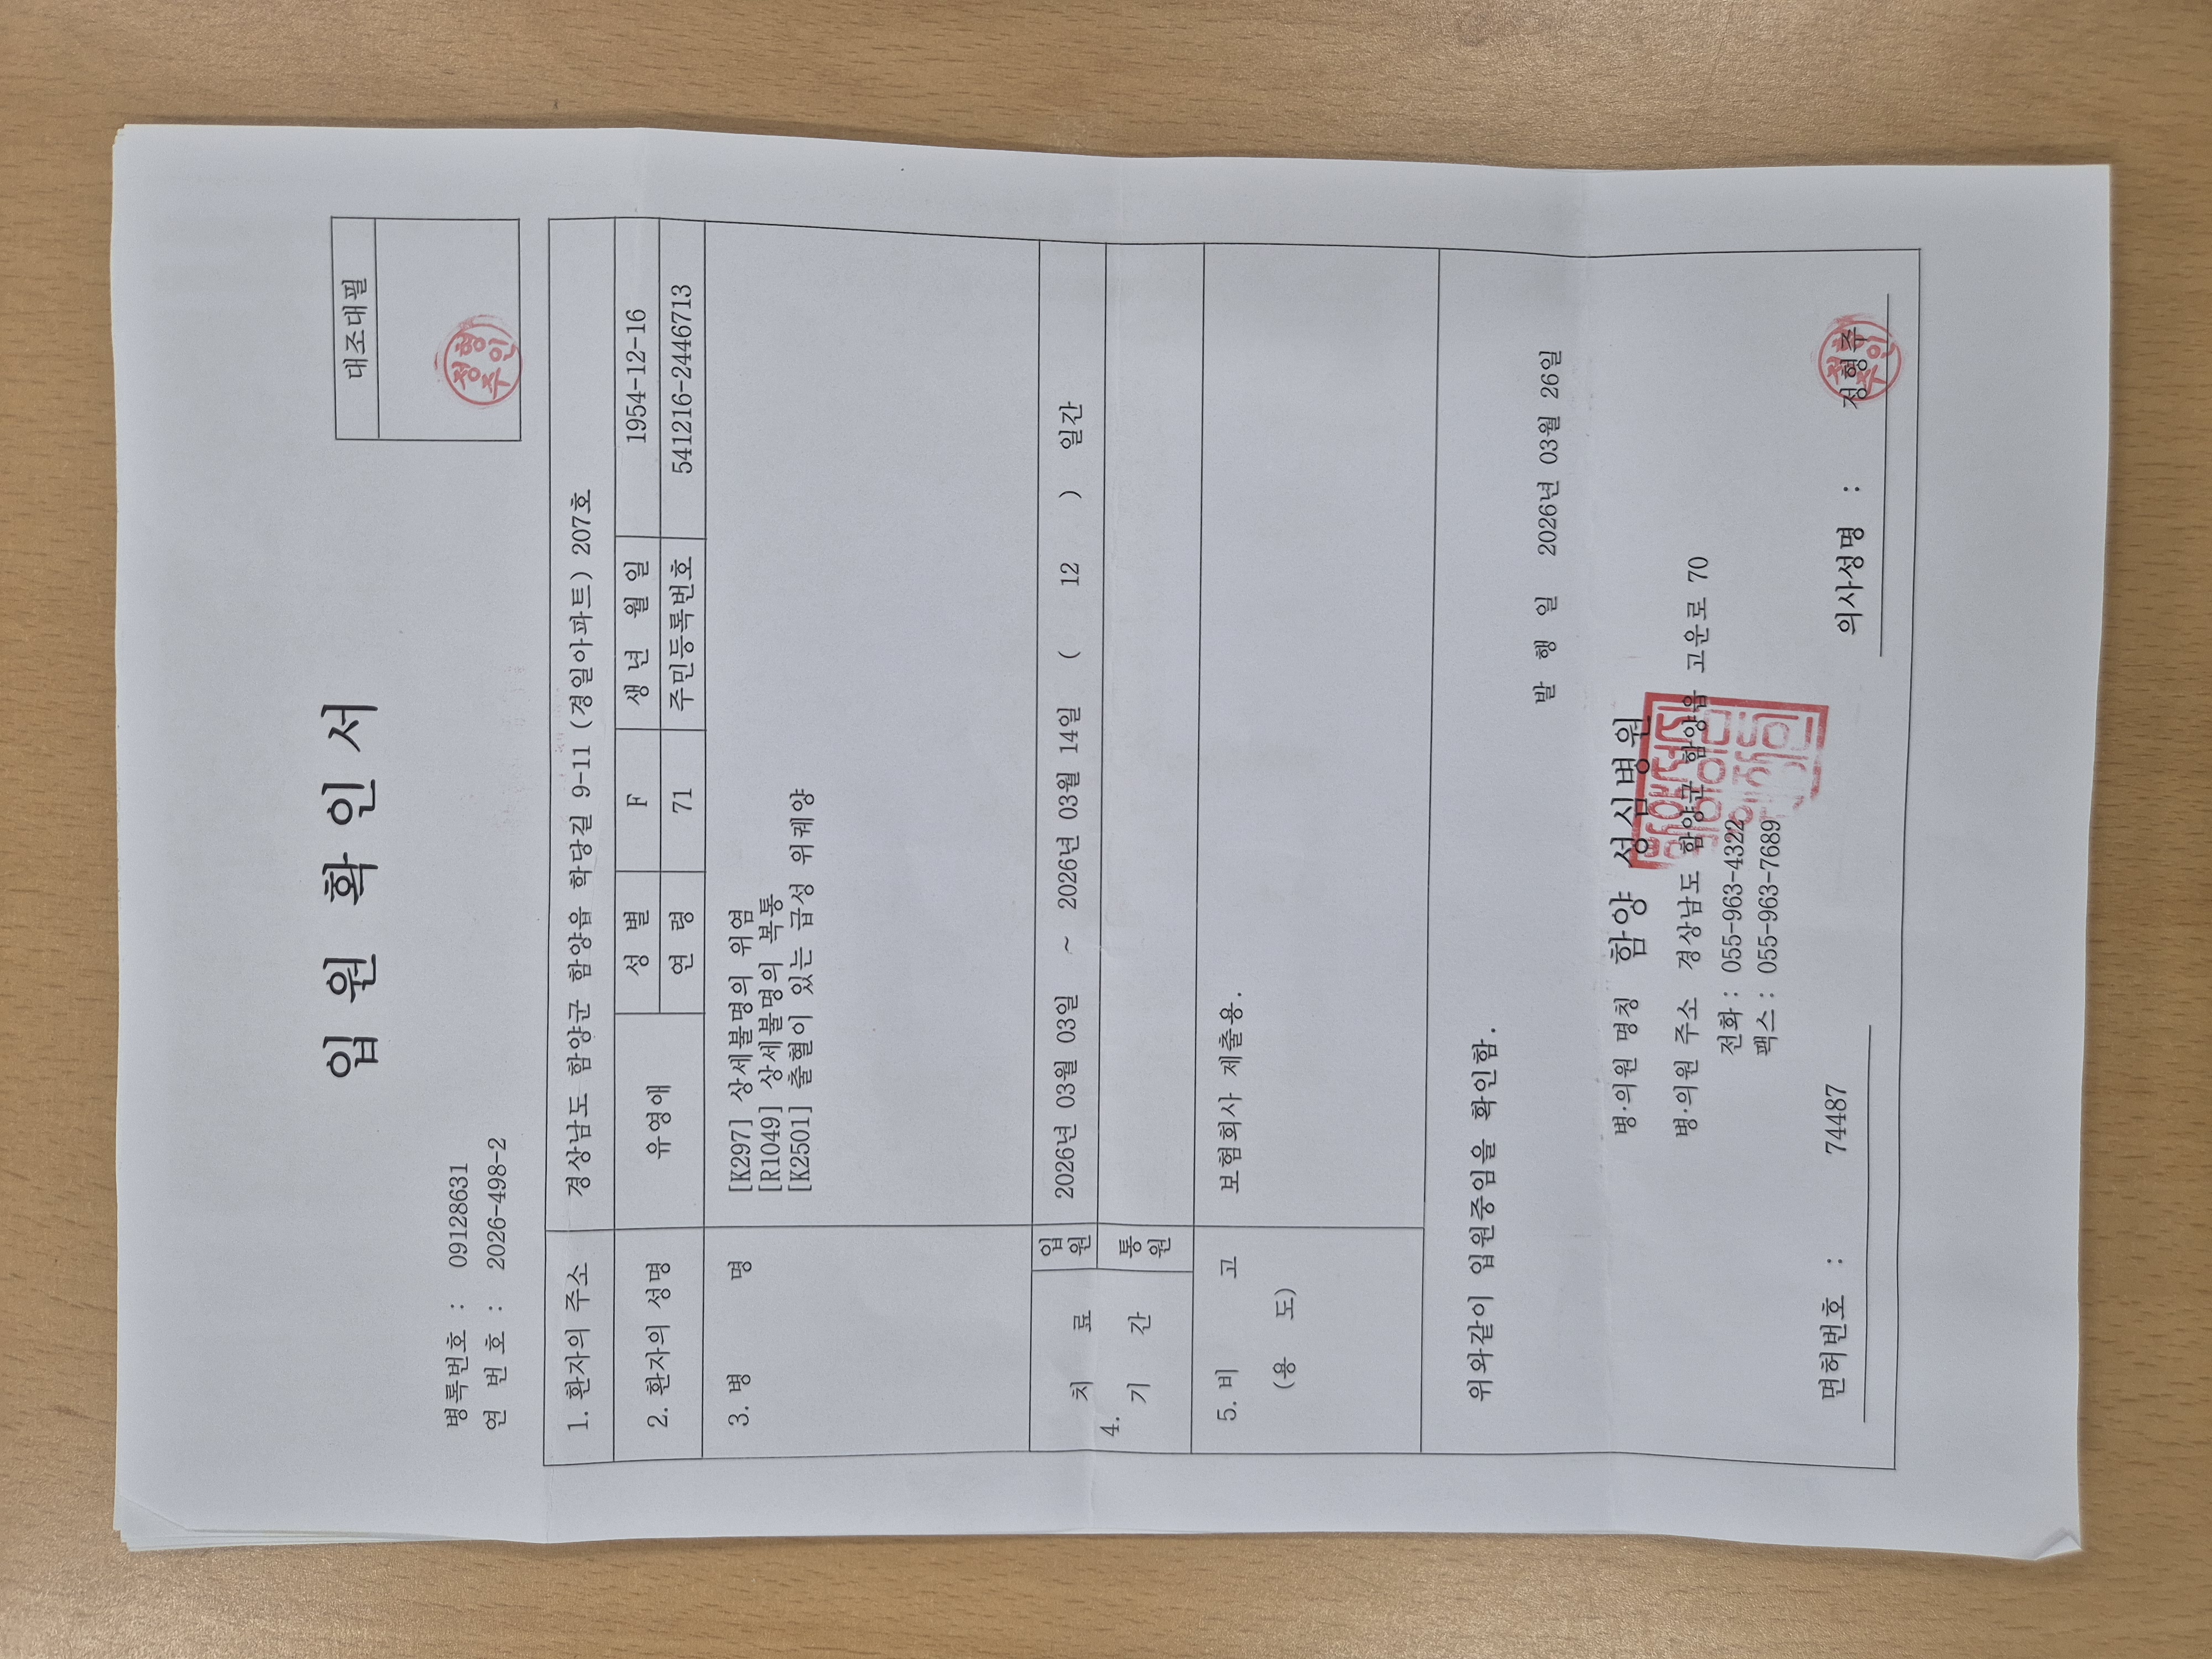 입 원 확 인 서
대조대필
정형
주인
병록번호 : 09128631
연 번 호 : 2026-498-2
1. 환자의 주소 경상남도 함양군 함양읍 학당길 9-11 (경일아파트) 207호
2. 환자의 성명 유영애 성 별 F 생 년 월 일 1954-12-16
연 령 71 주민등록번호 541216-2446713
3. 병 명 [K297] 상세불명의 위염
[R1049] 상세불명의 복통
[K2501] 출혈이 있는 급성 위궤양
4. 치 료 기 간 입원 2026년 03월 03일 ~ 2026년 03월 14일 ( 12 ) 일간
통원
5. 비 고 보험회사 제출용.
(용 도)
위와같이 입원중임을 확인함.
발 행 일 2026년 03월 26일
병·의원 명칭 함양 성심병원
병·의원 주소 경상남도 함양군 함양읍 고운로 70
전화 : 055-963-4322
팩스 : 055-963-7689
면허번호 : 74487 의사성명 : 정형주